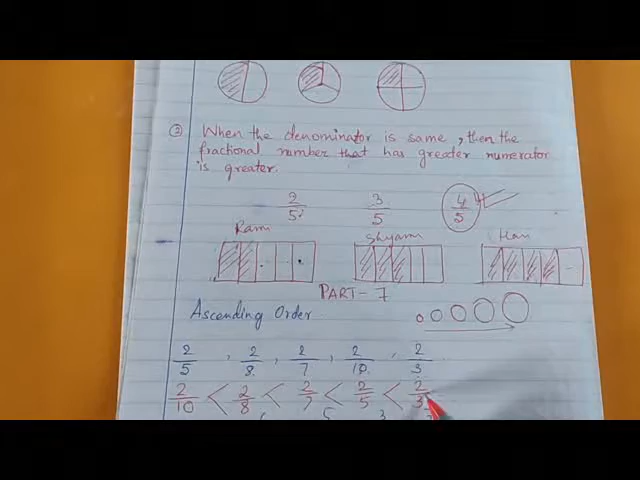 ② When the denominator is same, then the
fractional number that has greater numerator
is greater.
2/5 3/5 4/5
Ram Shyam Hari
PART-7
Ascending Order
2/5, 2/8, 2/7, 2/10, 2/3
2/10 < 2/8 < 2/7 < 2/5 < 2/3